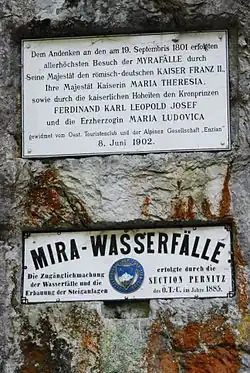 Dem Andenken an den am 19. Septembris 1801 erfolgten
allerhöchsten Besuch der MYRAFÄLLE durch
Seine Majestät den römisch-deutschen KAISER FRANZ II.
Ihre Majestät Kaiserin MARIA THERESIA,
sowie durch die kaiserlichen Hoheiten den Kronprinzen
FERDINAND KARL LEOPOLD JOSEF
und die Erzherzogin MARIA LUDOVICA
gewidmet vom Oest. Touristenclub und der Alpinen Gesellschaft „Enzian"
8. Juni 1902.
MIRA-WASSERFÄLLE
Die Zugänglichmachung
der Wasserfälle und die
Erbauung der Steiganlagen
erfolgte durch die
SECTION PERNITZ
des O.T.C. im Jahre 1885.